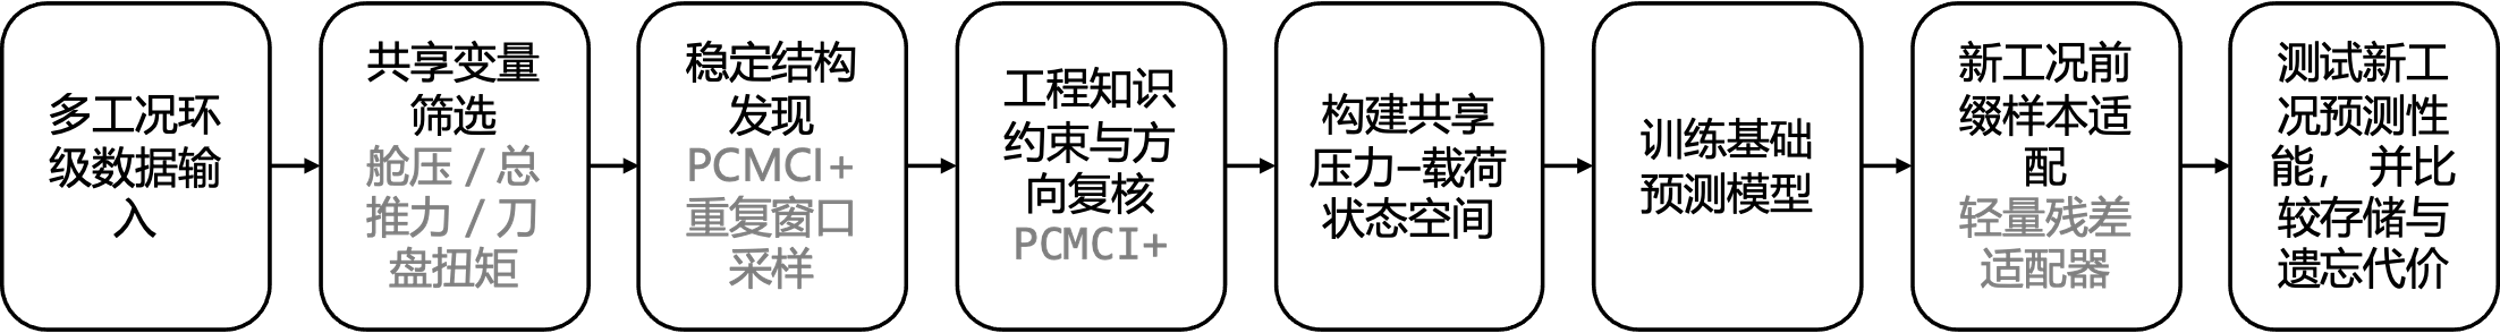 多工况环
级数据输
入
共享变量
筛选
舱压/总
推力/刀
盘扭矩
稳定结构
发现
PCMCI+
重复窗口
采样
工程知识
约束与方
向复核
PCMCI+
构建共享
压力-载荷
状态空间
训练基础
预测模型
新工况前
缀样本适
配
轻量残差
适配器
测试新工
况预测性
能，并比
较存储与
遗忘代价